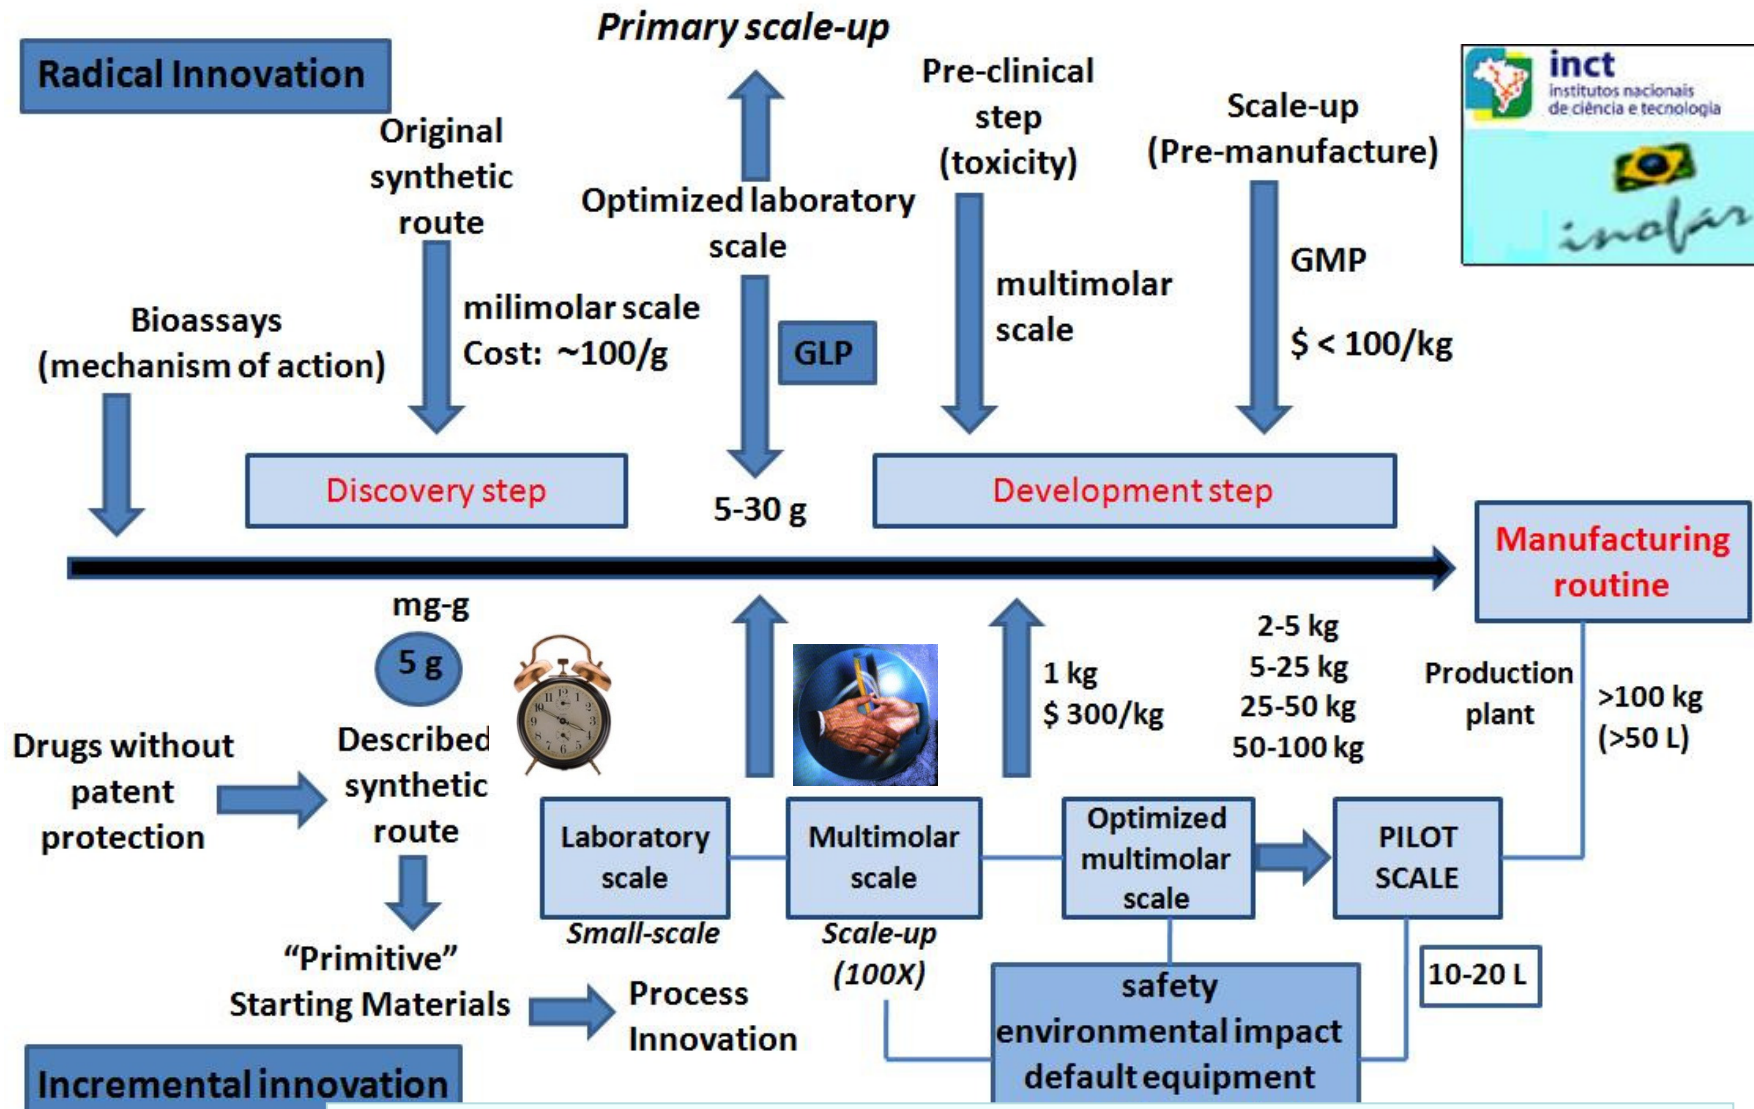 Primary scale-up
Radical Innovation
inct
institutos nacionais
de ciência e tecnologia
inofar
Original
synthetic
route
Optimized laboratory
scale
Pre-clinical
step
(toxicity)
Scale-up
(Pre-manufacture)
Bioassays
(mechanism of action)
milimolar scale
Cost: ~100/g
GLP
multimolar
scale
GMP
$ < 100/kg
Discovery step
5-30 g
Development step
Manufacturing
routine
mg-g
5 g
1 kg
$ 300/kg
2-5 kg
5-25 kg
25-50 kg
50-100 kg
Production
plant
>100 kg
(>50 L)
Drugs without
patent
protection
Described
synthetic
route
Laboratory
scale
Small-scale
Multimolar
scale
Scale-up
(100X)
Optimized
multimolar
scale
PILOT
SCALE
10-20 L
“Primitive”
Starting Materials
Process
Innovation
safety
environmental impact
default equipment
Incremental innovation